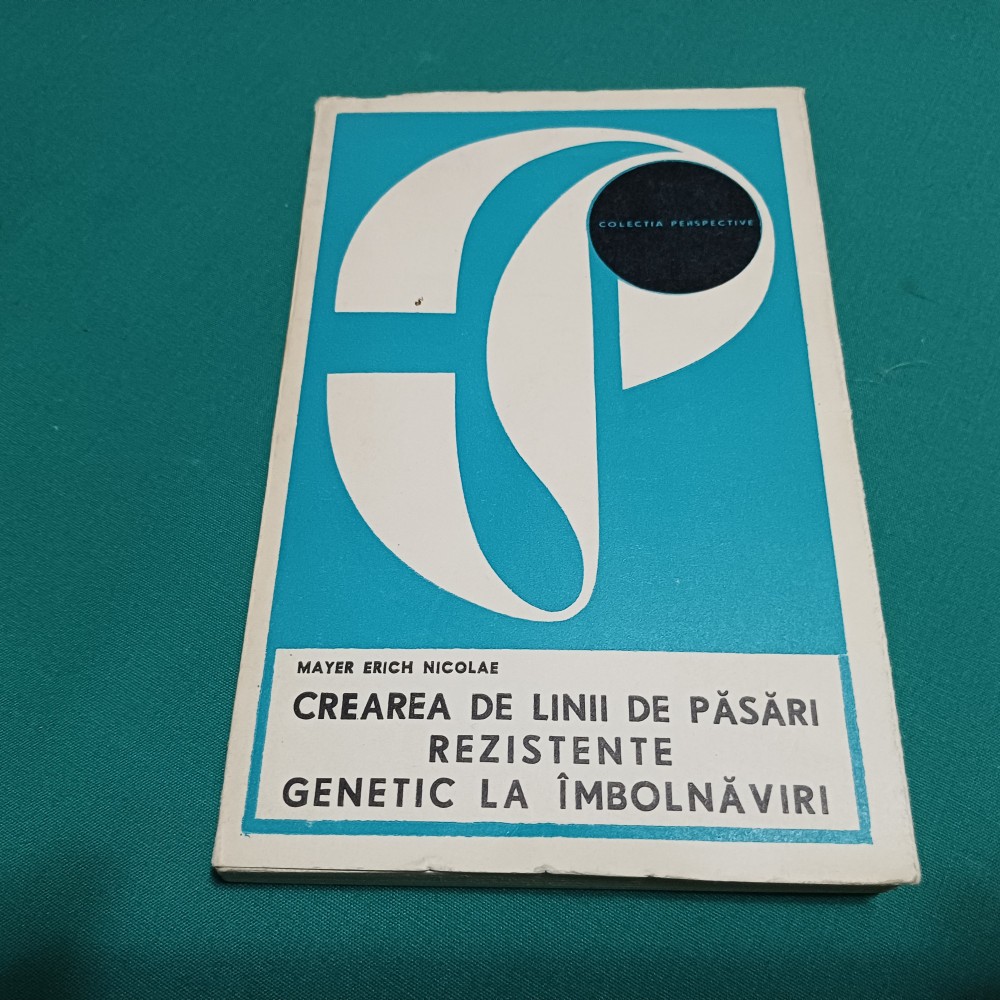 COLECTIA PERSPECTIVE
MAYER ERICH NICOLAE
CREAREA DE LINII DE PĂSĂRI
REZISTENTE
GENETIC LA ÎMBOLNĂVIRI